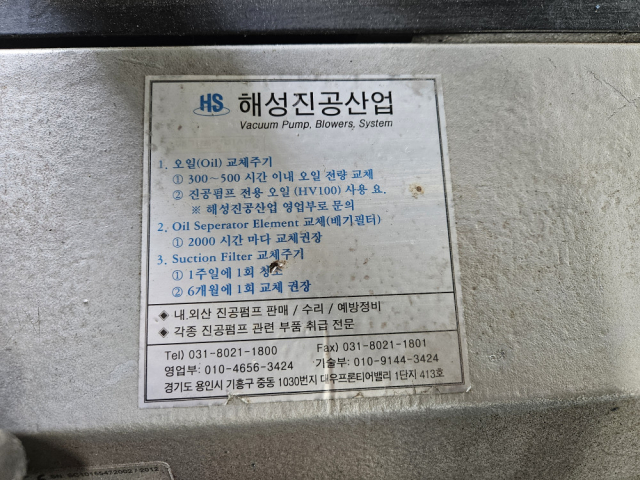 HS 해성진공산업
Vacuum Pump, Blowers, System
1. 오일(Oil) 교체주기
① 300~500 시간 이내 오일 전량 교체
② 진공펌프 전용 오일 (HV100) 사용 요.
※ 해성진공산업 영업부로 문의
2. Oil Seperator Element 교체(배기필터)
① 2000 시간 마다 교체권장
3. Suction Filter 교체주기
① 1주일에 1회 청소
② 6개월에 1회 교체 권장
◈ 내.외산 진공펌프 판매 / 수리 / 예방정비
◈ 각종 진공펌프 관련 부품 취급 전문
Tel) 031-8021-1800 Fax) 031-8021-1801
영업부: 010-4656-3424 기술부: 010-9144-3424
경기도 용인시 기흥구 중동 1030번지 대우프론티어밸리 1단지 413호